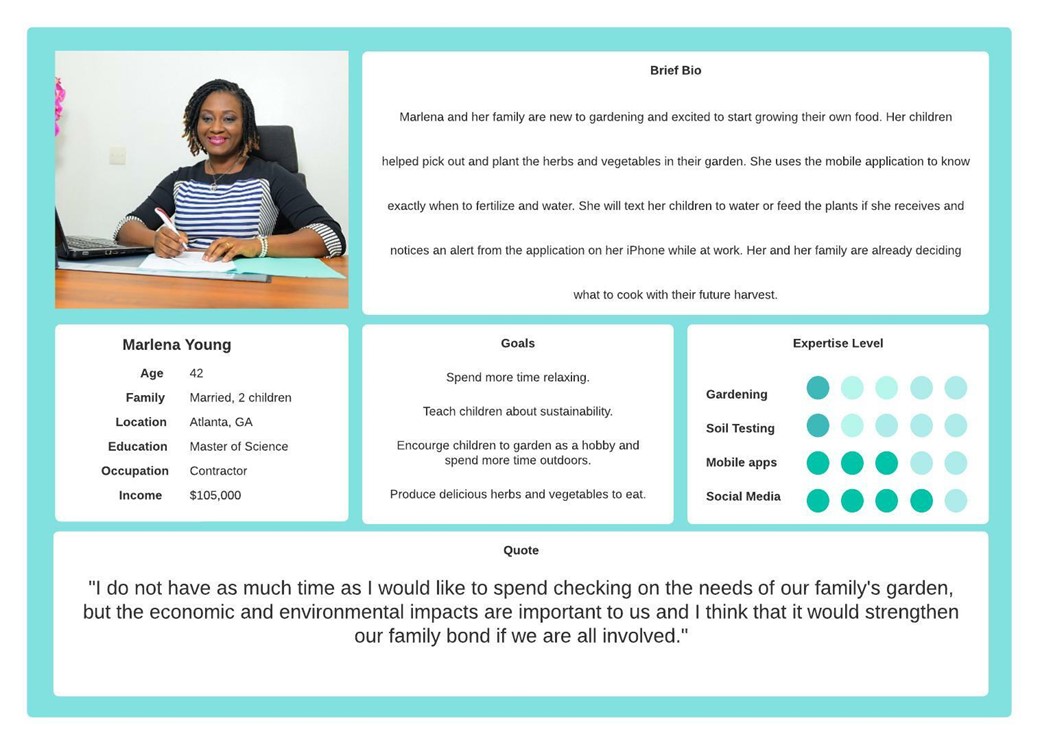 Brief Bio
Marlena and her family are new to gardening and excited to start growing their own food. Her children
helped pick out and plant the herbs and vegetables in their garden. She uses the mobile application to know
exactly when to fertilize and water. She will text her children to water or feed the plants if she receives and
notices an alert from the application on her iPhone while at work. Her and her family are already deciding
what to cook with their future harvest.
Marlena Young
Age 42
Family Married, 2 children
Location Atlanta, GA
Education Master of Science
Occupation Contractor
Income $105,000
Goals
Spend more time relaxing.
Teach children about sustainability.
Encourge children to garden as a hobby and
spend more time outdoors.
Produce delicious herbs and vegetables to eat.
Expertise Level
Gardening
Soil Testing
Mobile apps
Social Media
Quote
"I do not have as much time as I would like to spend checking on the needs of our family's garden,
but the economic and environmental impacts are important to us and I think that it would strengthen
our family bond if we are all involved."